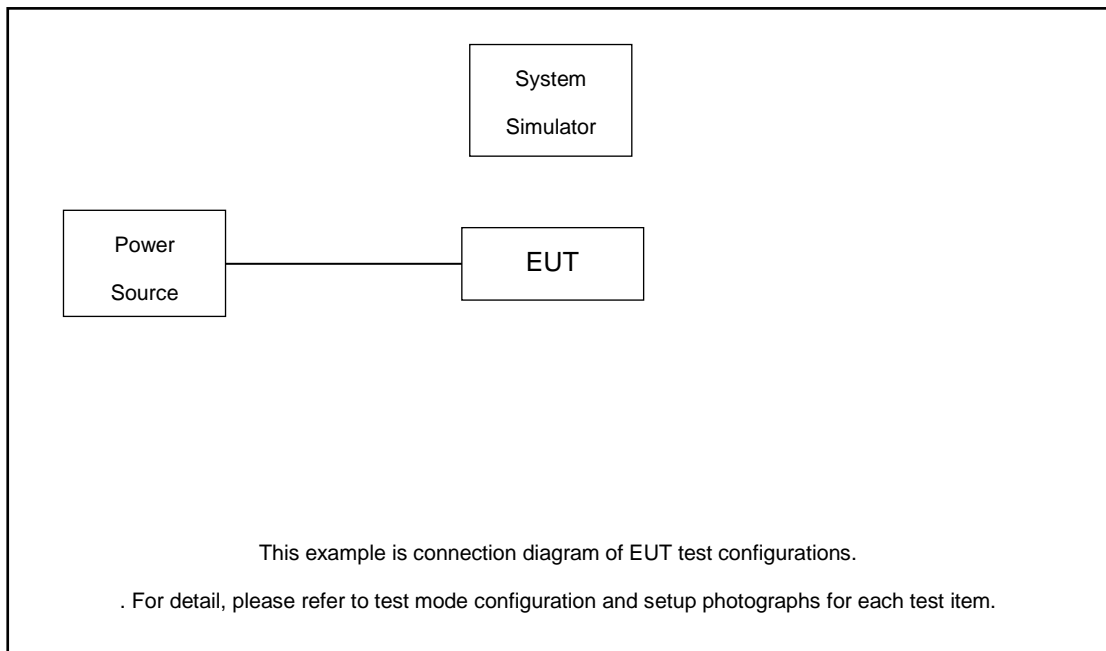 System
Simulator
Power
Source
EUT
This example is connection diagram of EUT test configurations.
. For detail, please refer to test mode configuration and setup photographs for each test item.